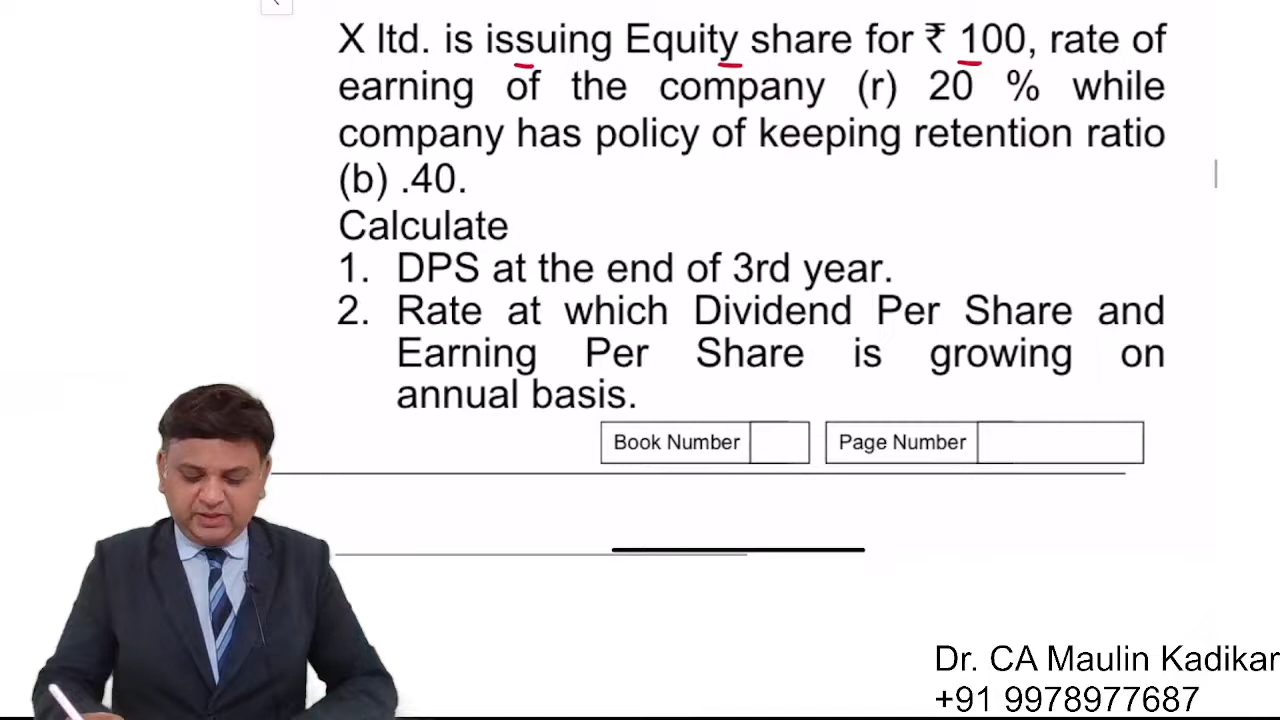 X ltd. is issuing Equity share for ₹ 100, rate of
earning of the company (r) 20 % while
company has policy of keeping retention ratio
(b) .40.
Calculate
1. DPS at the end of 3rd year.
2. Rate at which Dividend Per Share and
Earning Per Share is growing on
annual basis.
Book Number
Page Number
Dr. CA Maulin Kadikar
+91 9978977687